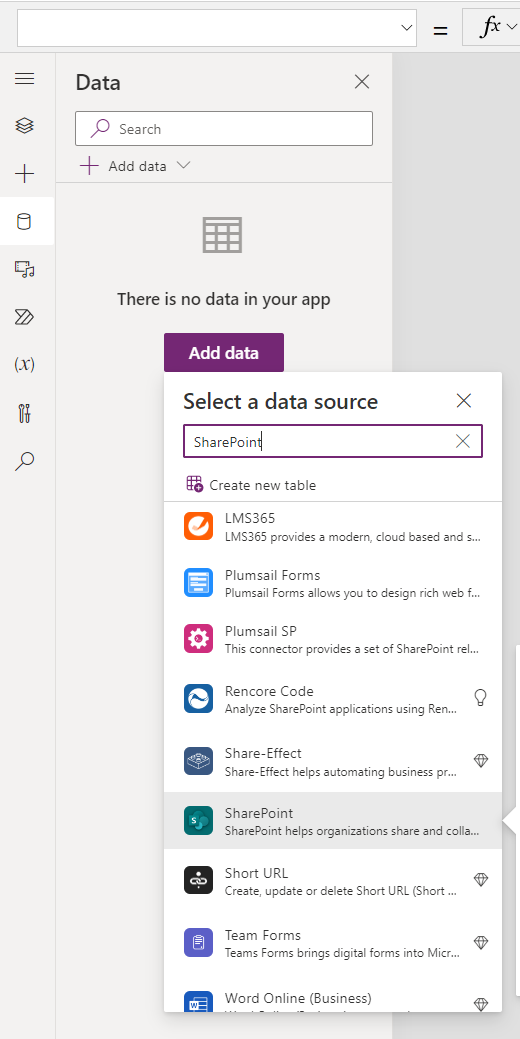 =
fx
Data
Search
Add data
There is no data in your app
Add data
Select a data source
SharePoint
Create new table
LMS365
LMS365 provides a modern, cloud based and s...
Plumsail Forms
Plumsail Forms allows you to design rich web f...
Plumsail SP
This connector provides a set of SharePoint rel...
Rencore Code
Analyze SharePoint applications using Ren...
Share-Effect
Share-Effect helps automating business pr...
SharePoint
SharePoint helps organizations share and colla...
Short URL
Create, update or delete Short URL (Short ...
Team Forms
Teams Forms brings digital forms into Micr...
Word Online (Business)
(x)